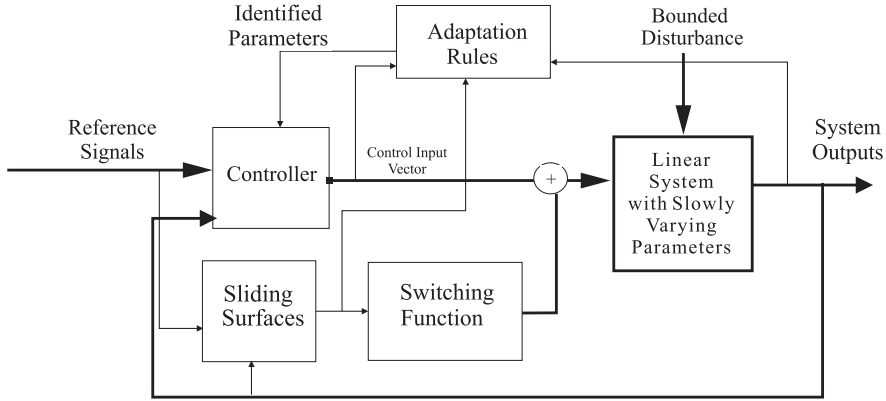 Identified
Parameters
Adaptation
Rules
Bounded
Disturbance
Reference
Signals
Controller
Control Input
Vector
+
Linear
System
with Slowly
Varying
Parameters
System
Outputs
Sliding
Surfaces
Switching
Function